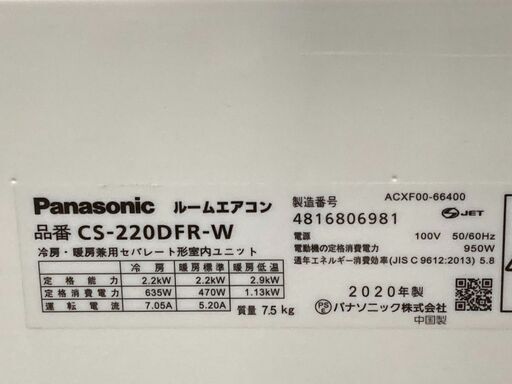 Panasonic ルームエアコン
品番 CS-220DFR-W
冷房・暖房兼用セパレート形室内ユニット
冷房 暖房標準 暖房低温
定格能力 2.2kW 2.2kW 2.9kW
定格消費電力 635W 470W 1.13kW
運転電流 7.05A 5.20A
質量 7.5 kg
ACXF00-66400
製造番号
4816806981
JET
電源 100V 50/60Hz
電動機の定格消費電力 950W
通年エネルギー消費効率(JIS C 9612:2013) 5.8
2020年製
PS E パナソニック株式会社
中国製